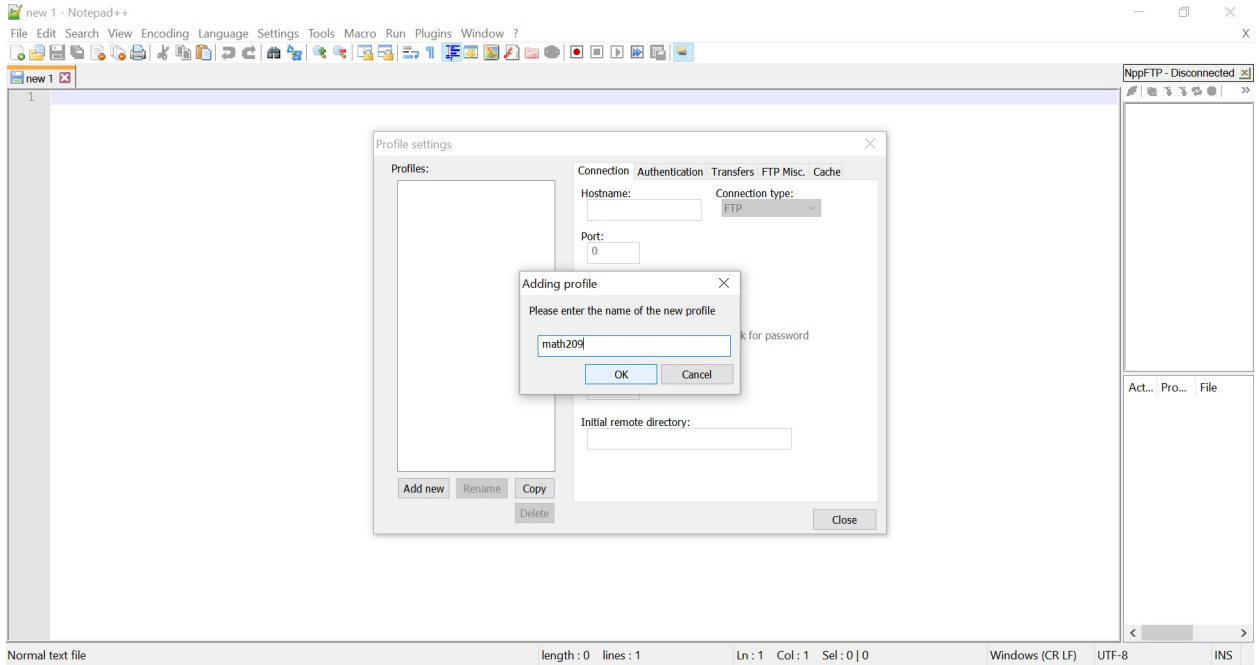 new 1 - Notepad++
File Edit Search View Encoding Language Settings Tools Macro Run Plugins Window ? X
new 1
NppFTP - Disconnected
1
Profile settings
Profiles:
Connection Authentication Transfers FTP Misc. Cache
Hostname: Connection type:
FTP
Port:
0
Adding profile
Please enter the name of the new profile
k for password
math209
OK Cancel
Act... Pro... File
Initial remote directory:
Add new Rename Copy
Delete
Close
Normal text file length : 0 lines : 1 Ln : 1 Col : 1 Sel : 0 | 0 Windows (CR LF) UTF-8 INS